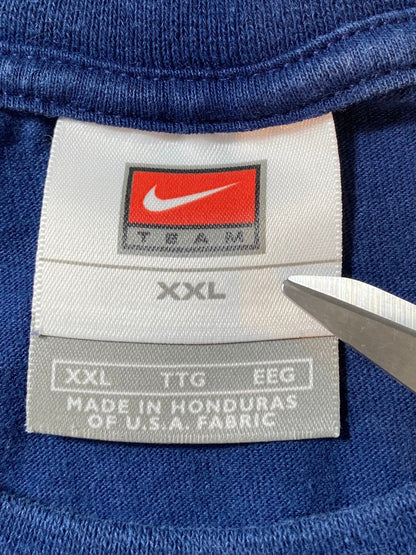 TEAM
XXL
XXL TTG EEG
MADE IN HONDURAS
OF U.S.A. FABRIC